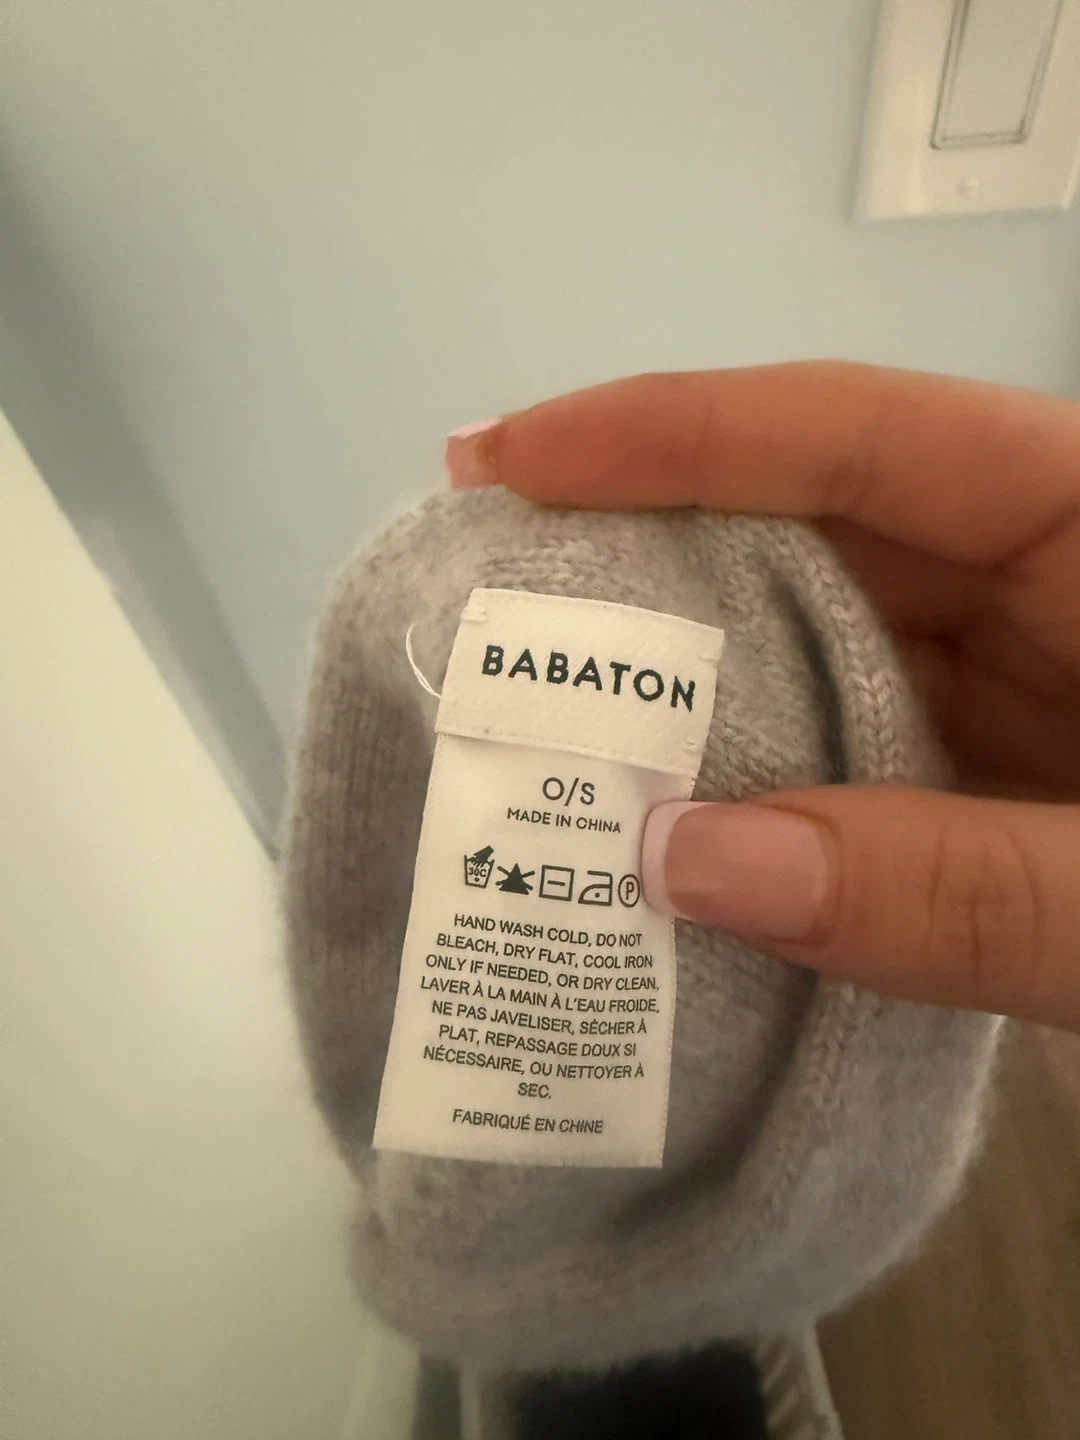 BABATON
O/S
MADE IN CHINA
30C
P
HAND WASH COLD, DO NOT
BLEACH, DRY FLAT, COOL IRON
ONLY IF NEEDED, OR DRY CLEAN.
LAVER À LA MAIN À L'EAU FROIDE,
NE PAS JAVELISER, SÉCHER À
PLAT, REPASSAGE DOUX SI
NÉCESSAIRE, OU NETTOYER À
SEC.
FABRIQUÉ EN CHINE